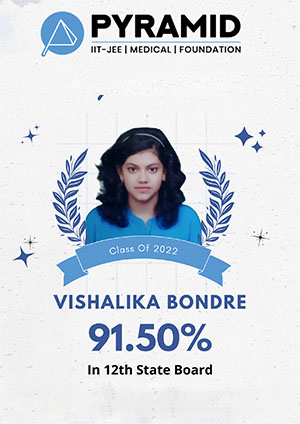 PYRAMID
IIT-JEE | MEDICAL | FOUNDATION
Class Of 2022
VISHALIKA BONDRE
91.50%
In 12th State Board